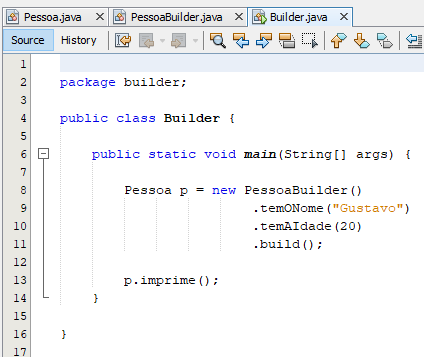 Pessoa.java PessoaBuilder.java Builder.java
Source History
1
2 package builder;
3
4 public class Builder {
5
6 public static void main(String[] args) {
7
8 Pessoa p = new PessoaBuilder()
9 .temONome("Gustavo")
10 .temAIdade(20)
11 .build();
12
13 p.imprime();
14 }
15
16 }
17